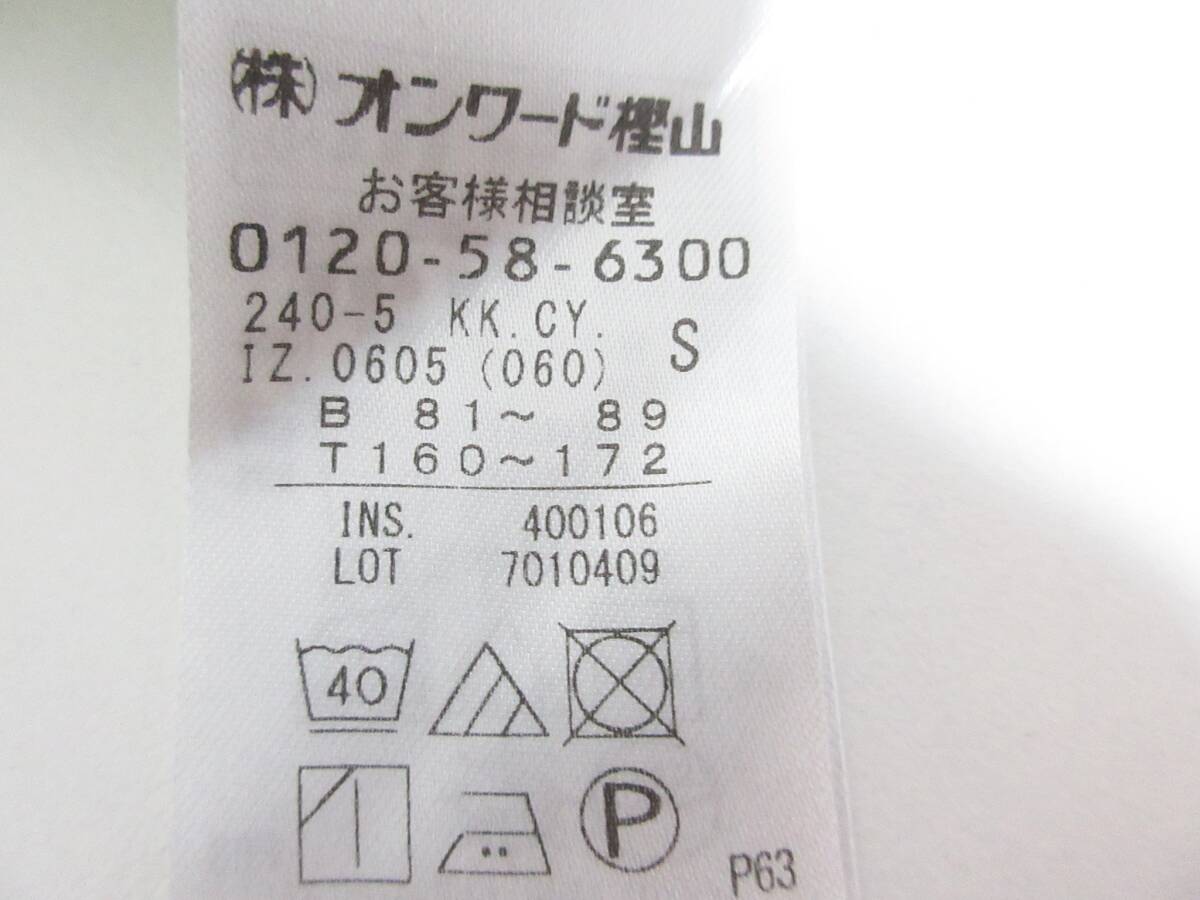 (株)オンワード樫山
お客様相談室
0120-58-6300
240-5 KK.CY. S
IZ.0605 (060)
B 81～ 89
T160～172
INS. 400106
LOT 7010409
40
P
P63